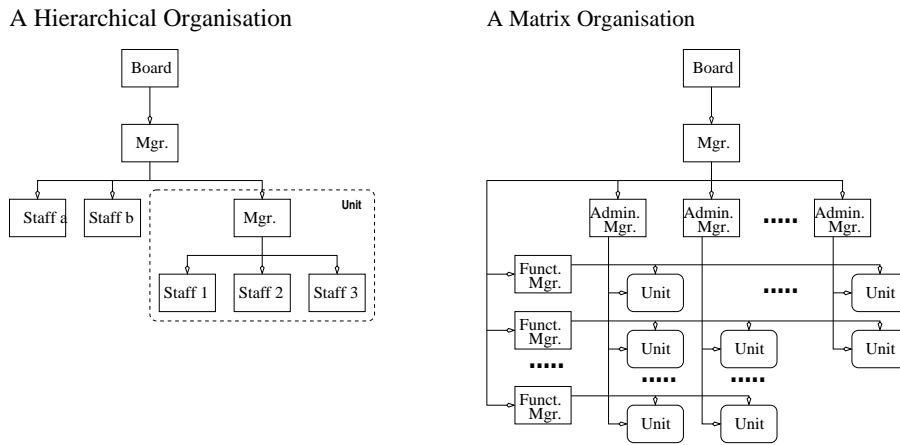 A Hierarchical Organisation
Board
Mgr.
Staff a
Staff b
Unit
Mgr.
Staff 1
Staff 2
Staff 3
A Matrix Organisation
Board
Mgr.
Admin.
Mgr.
Admin.
Mgr.
.....
Admin.
Mgr.
Funct.
Mgr.
Unit
.....
Unit
Funct.
Mgr.
Unit
Unit
Unit
.....
.....
.....
Funct.
Mgr.
Unit
Unit